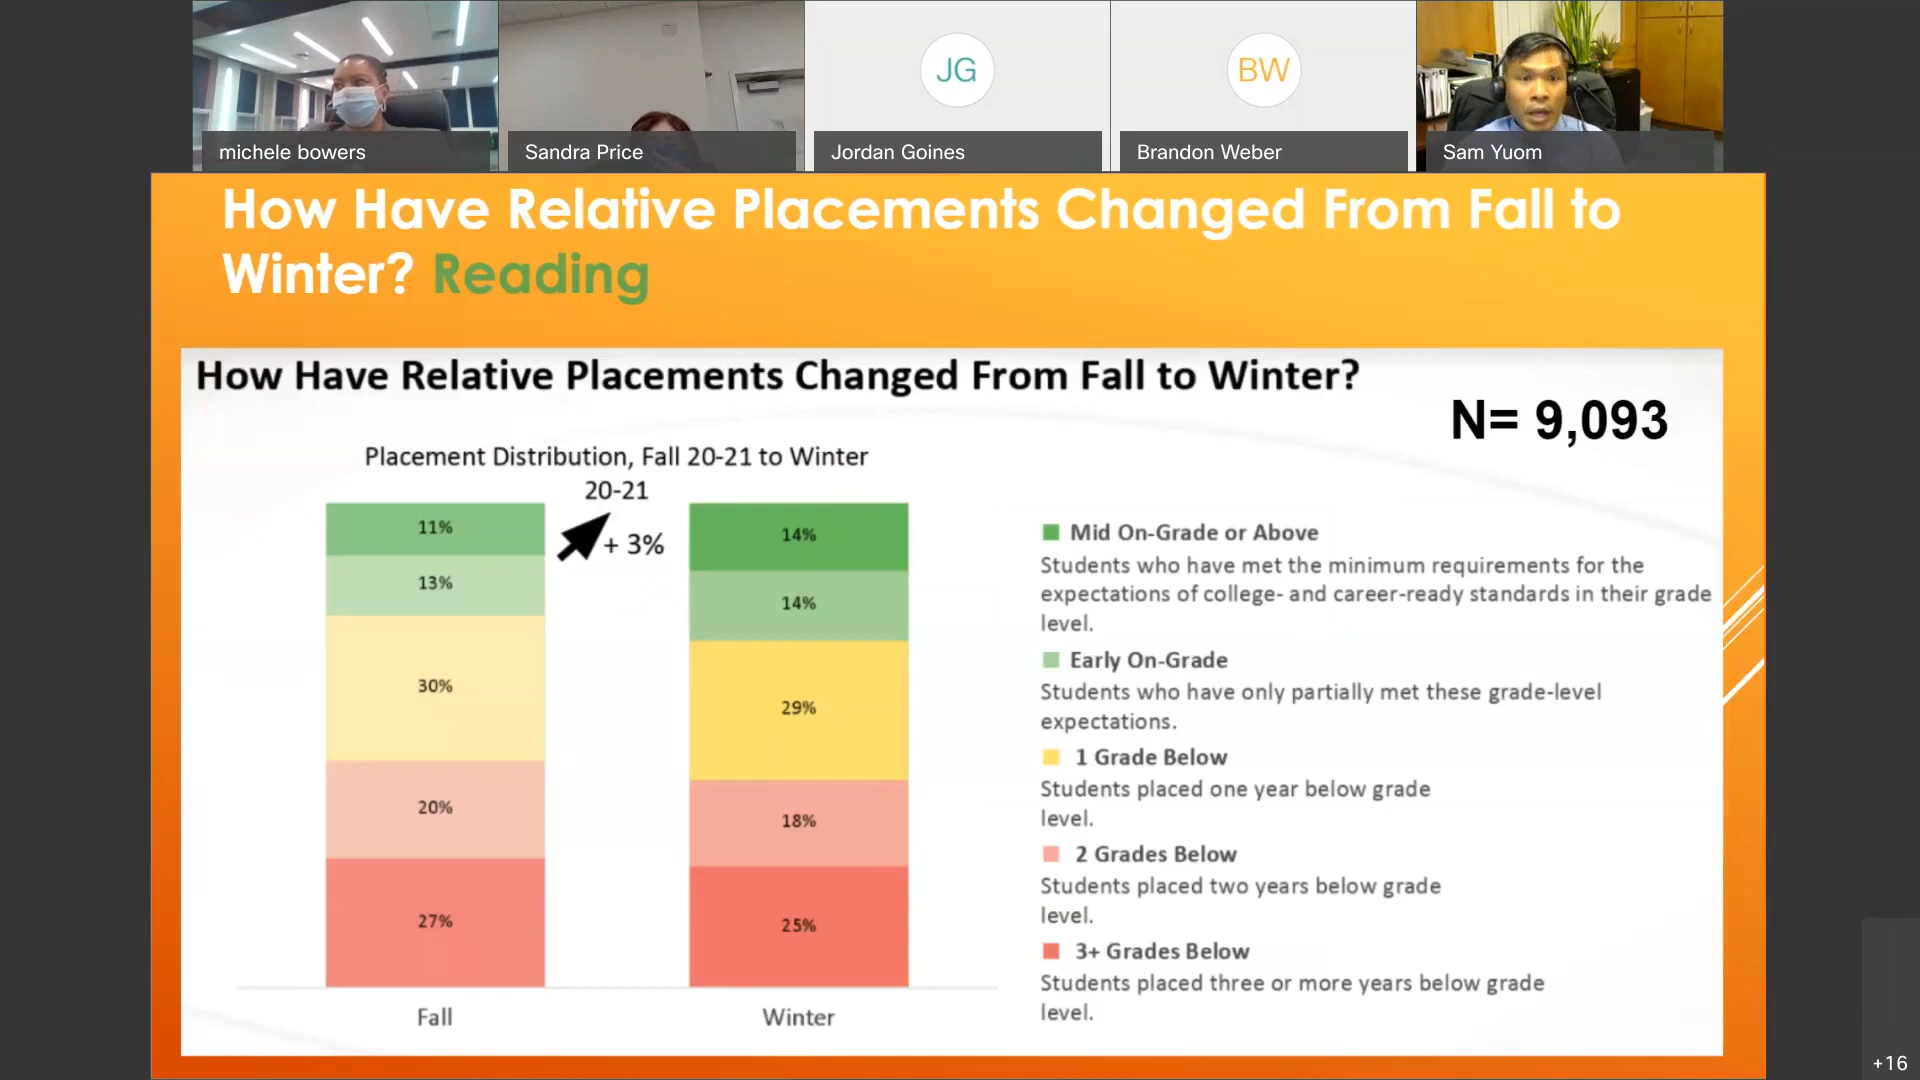 JG
BW
michele bowers
Sandra Price
Jordan Goines
Brandon Weber
Sam Yuom
How Have Relative Placements Changed From Fall to
Winter? Reading
How Have Relative Placements Changed From Fall to Winter?
N= 9,093
Placement Distribution, Fall 20-21 to Winter
20-21
+ 3%
11%
13%
30%
20%
27%
Fall
14%
14%
29%
18%
25%
Winter
Mid On-Grade or Above
Students who have met the minimum requirements for the
expectations of college- and career-ready standards in their grade
level.
Early On-Grade
Students who have only partially met these grade-level
expectations.
1 Grade Below
Students placed one year below grade
level.
2 Grades Below
Students placed two years below grade
level.
3+ Grades Below
Students placed three or more years below grade
level.
+16